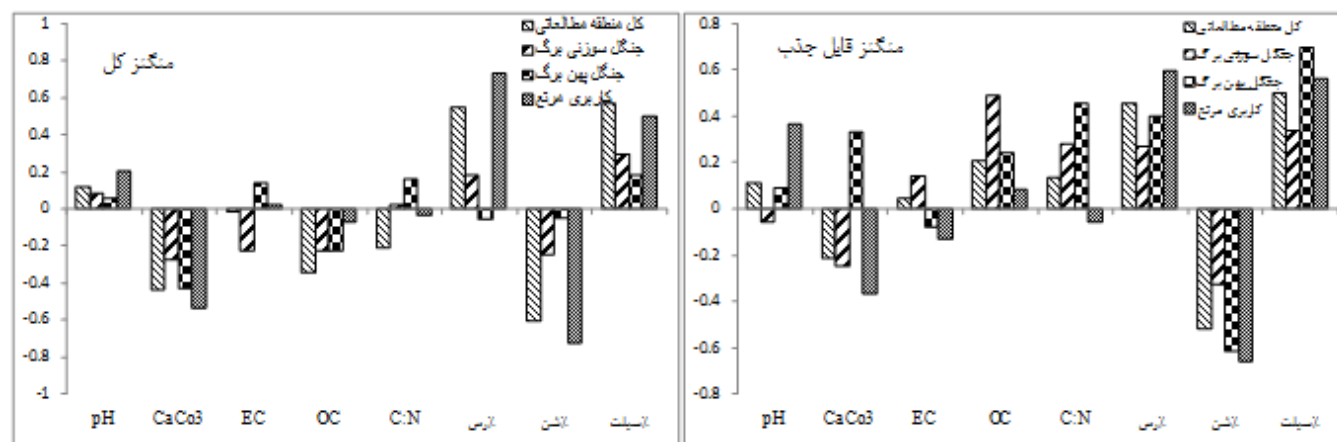 منگنز کل
کل منطقه مطالعاتی
جنگل سوزنی برگ
جنگل پهن برگ
کاربری مرتع
1
0.8
0.6
0.4
0.2
0
-0.2
-0.4
-0.6
-0.8
-1
pH CaCo3 EC OC C:N %رس %شن %سیلت
منگنز قابل جذب
کل منطقه مطالعاتی
جنگل سوزنی برگ
جنگل پهن برگ
کاربری مرتع
0.8
0.6
0.4
0.2
0
-0.2
-0.4
-0.6
-0.8
pH CaCo3 EC OC C:N %رس %شن %سیلت